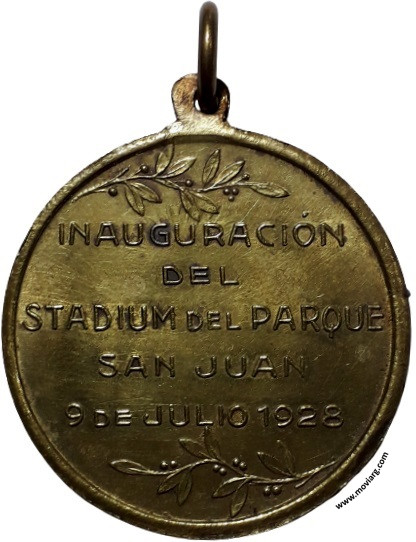 INAUGURACIÓN
DEL
STADIUM DEL PARQUE
SAN JUAN
9 DE JULIO 1928
www.moviarg.com